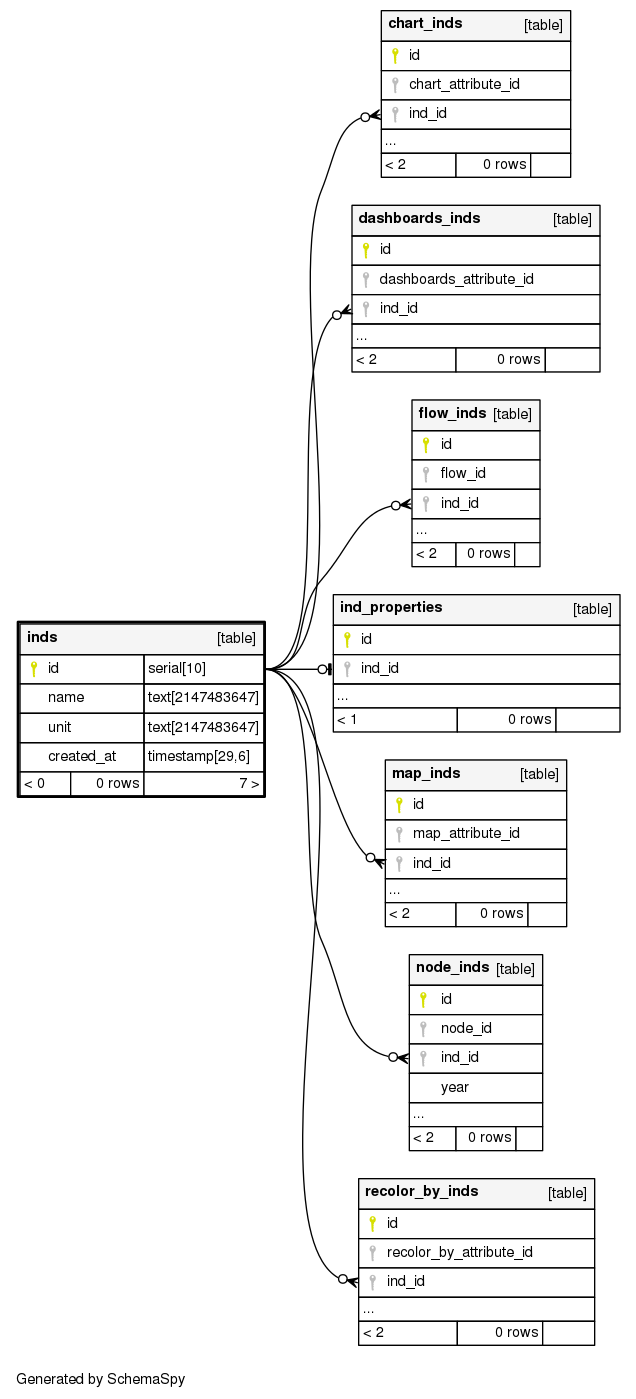 chart_inds [table]
id
chart_attribute_id
ind_id
...
< 2 0 rows
dashboards_inds [table]
id
dashboards_attribute_id
ind_id
...
< 2 0 rows
flow_inds [table]
id
flow_id
ind_id
...
< 2 0 rows
inds [table]
id serial[10]
name text[2147483647]
unit text[2147483647]
created_at timestamp[29,6]
< 0 0 rows 7 >
ind_properties [table]
id
ind_id
...
< 1 0 rows
map_inds [table]
id
map_attribute_id
ind_id
...
< 2 0 rows
node_inds [table]
id
node_id
ind_id
year
...
< 2 0 rows
recolor_by_inds [table]
id
recolor_by_attribute_id
ind_id
...
< 2 0 rows
Generated by SchemaSpy